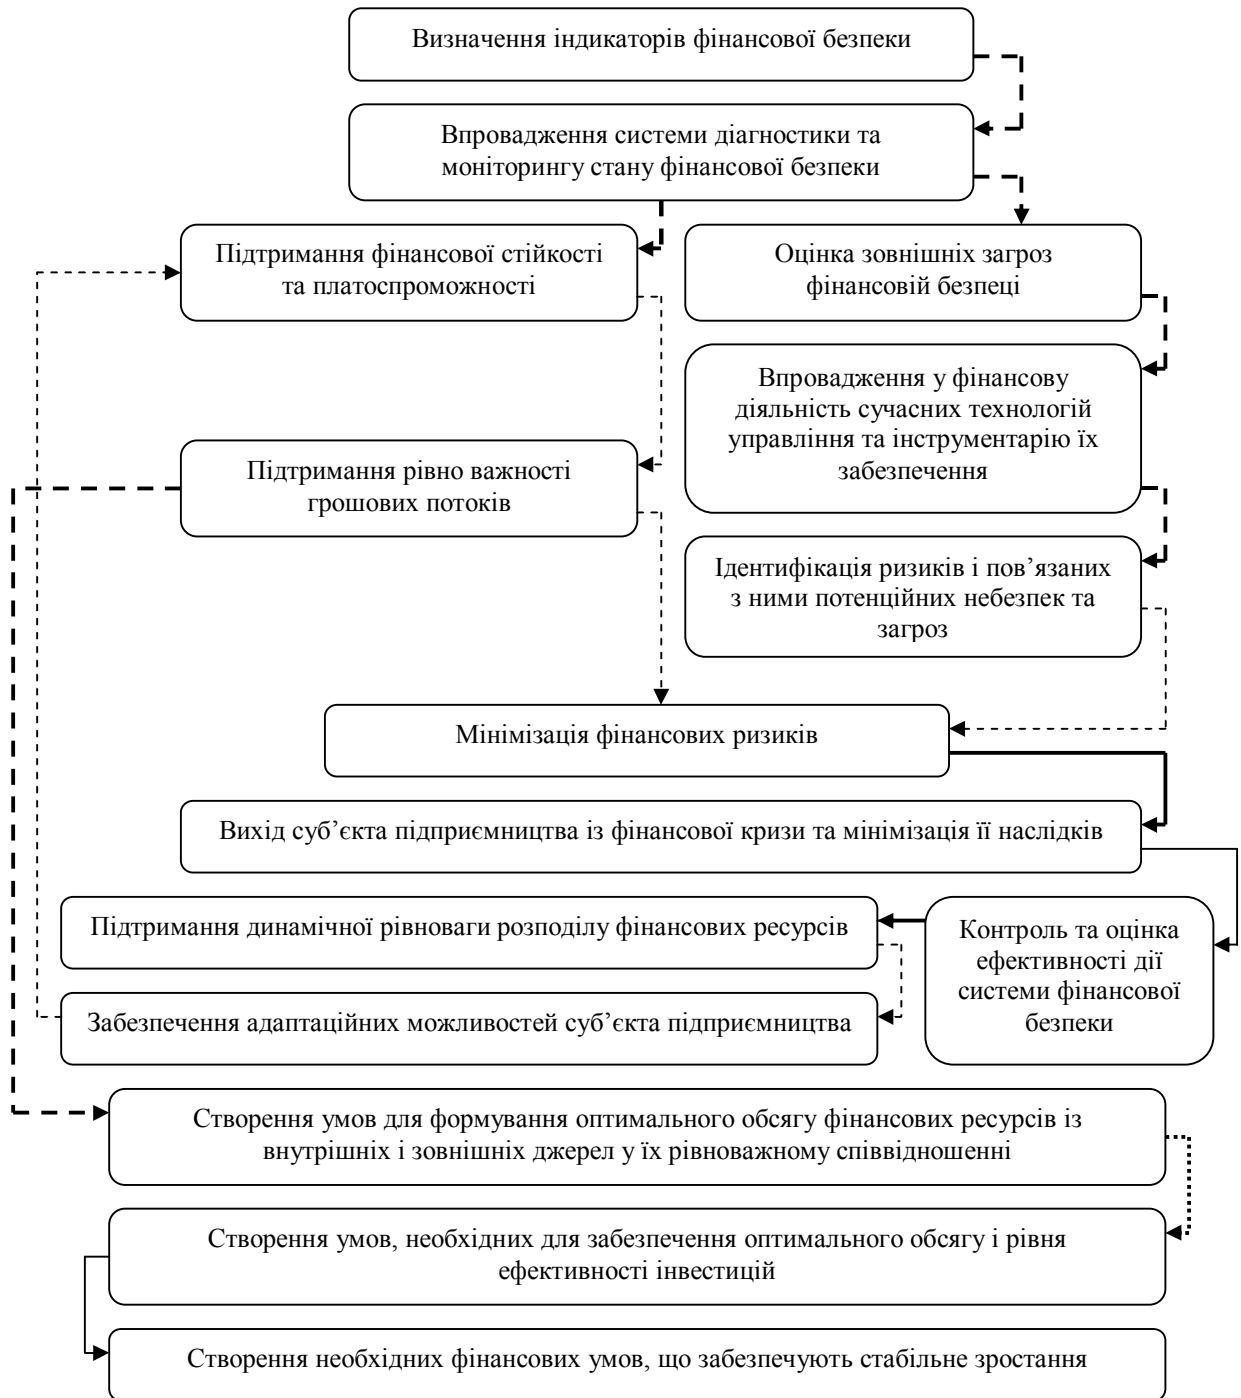 Визначення індикаторів фінансової безпеки
Впровадження системи діагностики та
моніторингу стану фінансової безпеки
Підтримання фінансової стійкості
та платоспроможності
Оцінка зовнішніх загроз
фінансовій безпеці
Впровадження у фінансову
діяльність сучасних технологій
управління та інструментарію їх
забезпечення
Підтримання рівно важності
грошових потоків
Ідентифікація ризиків і пов’язаних
з ними потенційних небезпек та
загроз
Мінімізація фінансових ризиків
Вихід суб’єкта підприємництва із фінансової кризи та мінімізація її наслідків
Підтримання динамічної рівноваги розподілу фінансових ресурсів
Контроль та оцінка
ефективності дії
системи фінансової
безпеки
Забезпечення адаптаційних можливостей суб’єкта підприємництва
Створення умов для формування оптимального обсягу фінансових ресурсів із
внутрішніх і зовнішніх джерел у їх рівноважному співвідношенні
Створення умов, необхідних для забезпечення оптимального обсягу і рівня
ефективності інвестицій
Створення необхідних фінансових умов, що забезпечують стабільне зростання